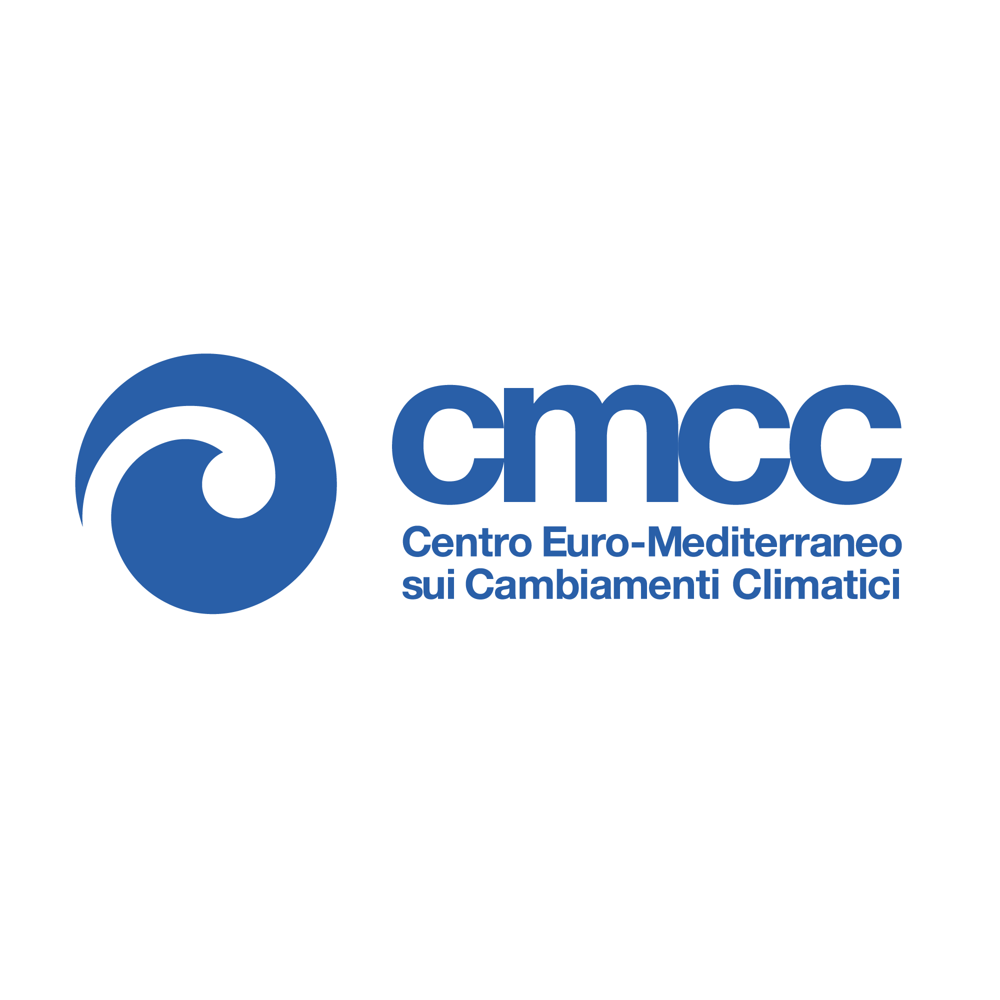 cmcc
Centro Euro-Mediterraneo
sui Cambiamenti Climatici